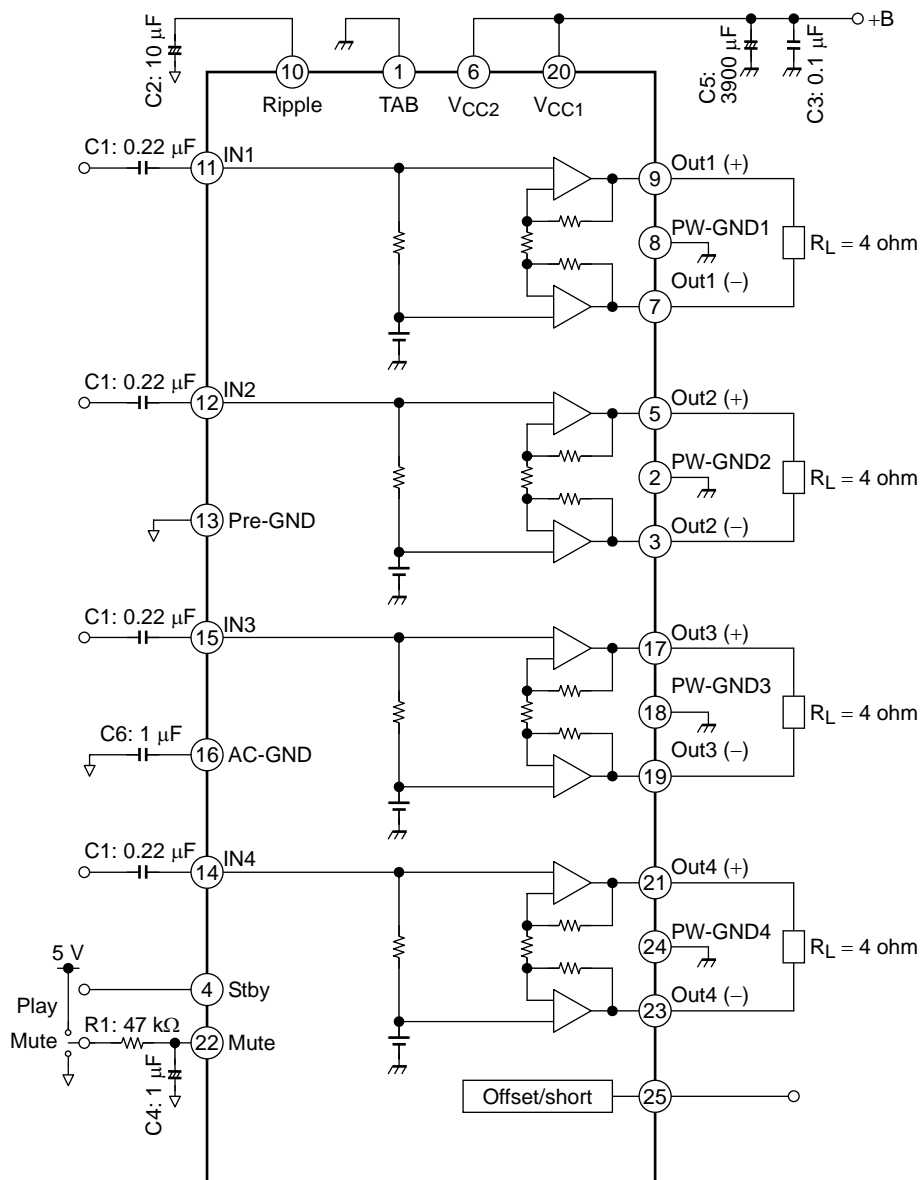 +B
C2: 10 μF
C5: 3900 μF
C3: 0.1 μF
10
1
6
20
Ripple
TAB
VCC2
VCC1
C1: 0.22 μF
11
IN1
9
Out1 (+)
8
PW-GND1
RL = 4 ohm
7
Out1 (−)
C1: 0.22 μF
12
IN2
5
Out2 (+)
2
PW-GND2
RL = 4 ohm
13
Pre-GND
3
Out2 (−)
C1: 0.22 μF
15
IN3
17
Out3 (+)
18
PW-GND3
RL = 4 ohm
C6: 1 μF
16
AC-GND
19
Out3 (−)
C1: 0.22 μF
14
IN4
21
Out4 (+)
24
PW-GND4
RL = 4 ohm
5 V
4
Stby
23
Out4 (−)
Play
Mute
R1: 47 kΩ
22
Mute
C4: 1 μF
Offset/short
25